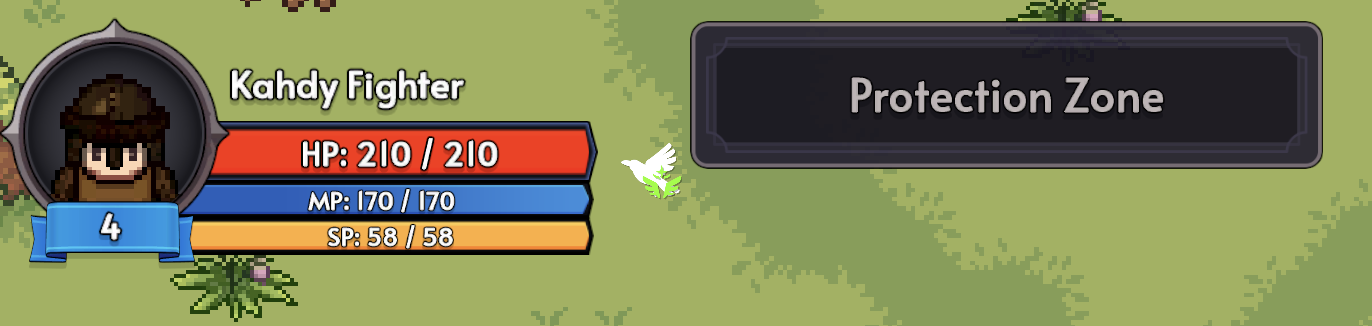 Kahdy Fighter
HP: 210 / 210
MP: 170 / 170
SP: 58 / 58
4
Protection Zone